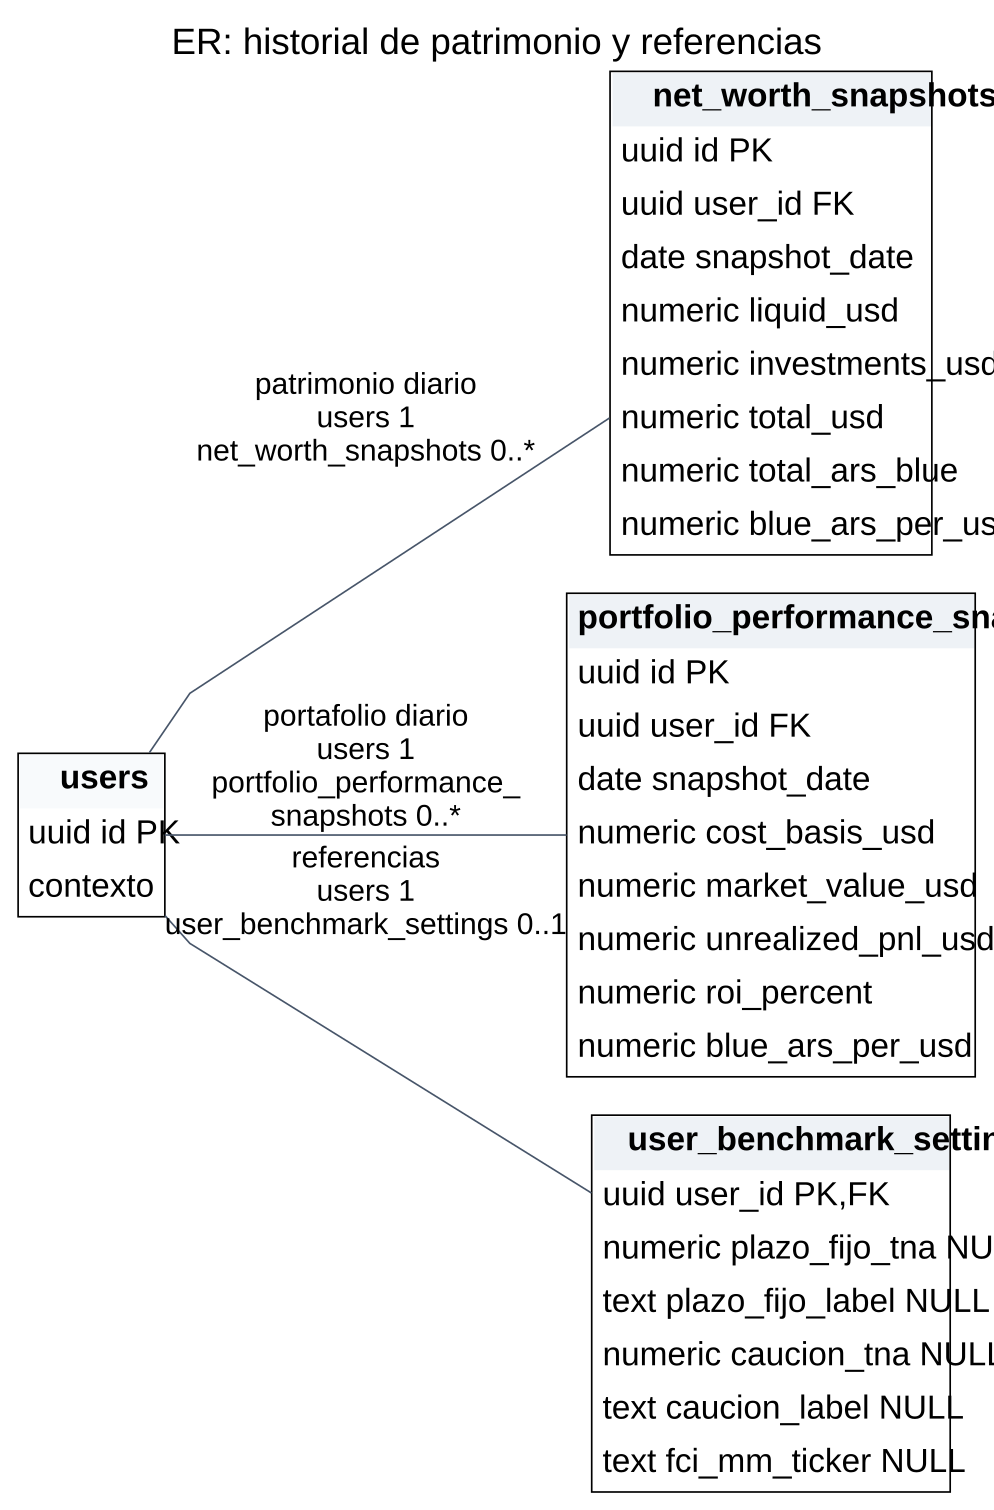 ER: historial de patrimonio y referencias
net_worth_snapshots
uuid id PK
uuid user_id FK
date snapshot_date
numeric liquid_usd
numeric investments_usd
numeric total_usd
numeric total_ars_blue
numeric blue_ars_per_us
patrimonio diario
users 1
net_worth_snapshots 0..*
portfolio_performance_sna
uuid id PK
uuid user_id FK
date snapshot_date
numeric cost_basis_usd
numeric market_value_usd
numeric unrealized_pnl_usd
numeric roi_percent
numeric blue_ars_per_usd
portafolio diario
users 1
portfolio_performance_
snapshots 0..*
users
uuid id PK
contexto
referencias
users 1
user_benchmark_settings 0..1
user_benchmark_settin
uuid user_id PK,FK
numeric plazo_fijo_tna NU
text plazo_fijo_label NULL
numeric caucion_tna NULL
text caucion_label NULL
text fci_mm_ticker NULL